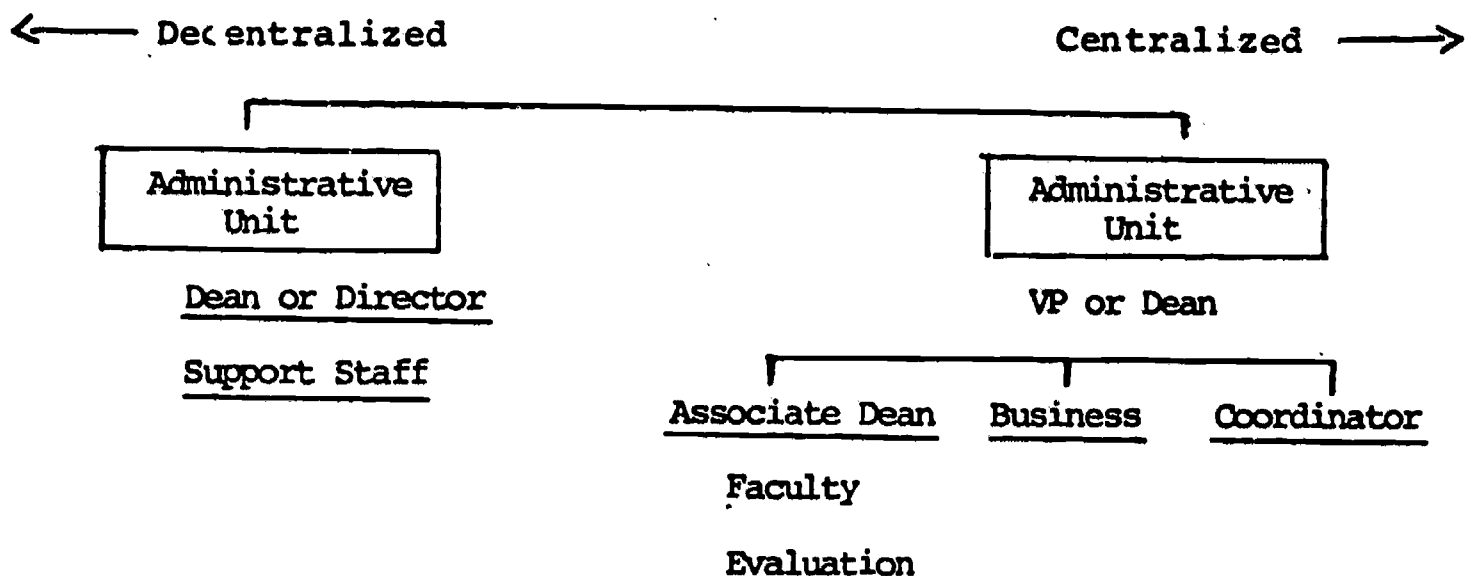 Decentralized
Centralized
Administrative
Unit
Administrative
Unit
Dean or Director
VP or Dean
Support Staff
Associate Dean Business Coordinator
Faculty
Evaluation